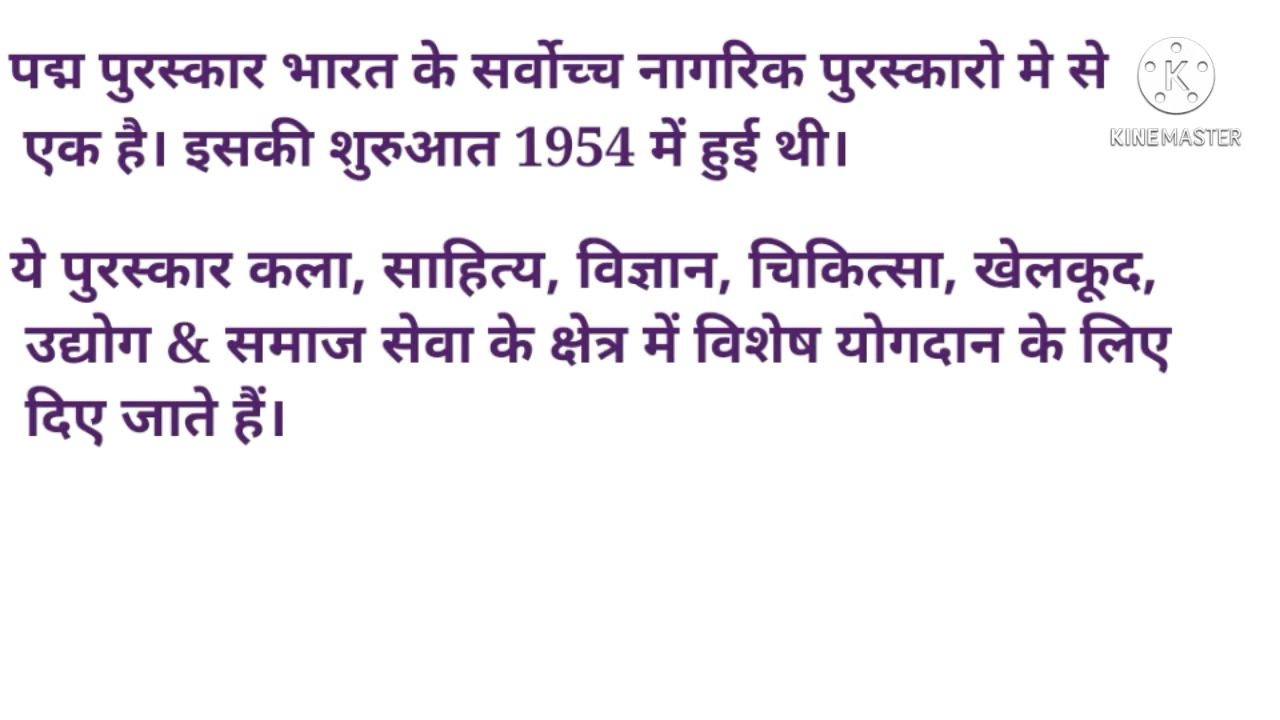 पद्म पुरस्कार भारत के सर्वोच्च नागरिक पुरस्कारो मे से
एक है। इसकी शुरुआत 1954 में हुई थी।
ये पुरस्कार कला, साहित्य, विज्ञान, चिकित्सा, खेलकूद,
उद्योग & समाज सेवा के क्षेत्र में विशेष योगदान के लिए
दिए जाते हैं।
K
KINEMASTER